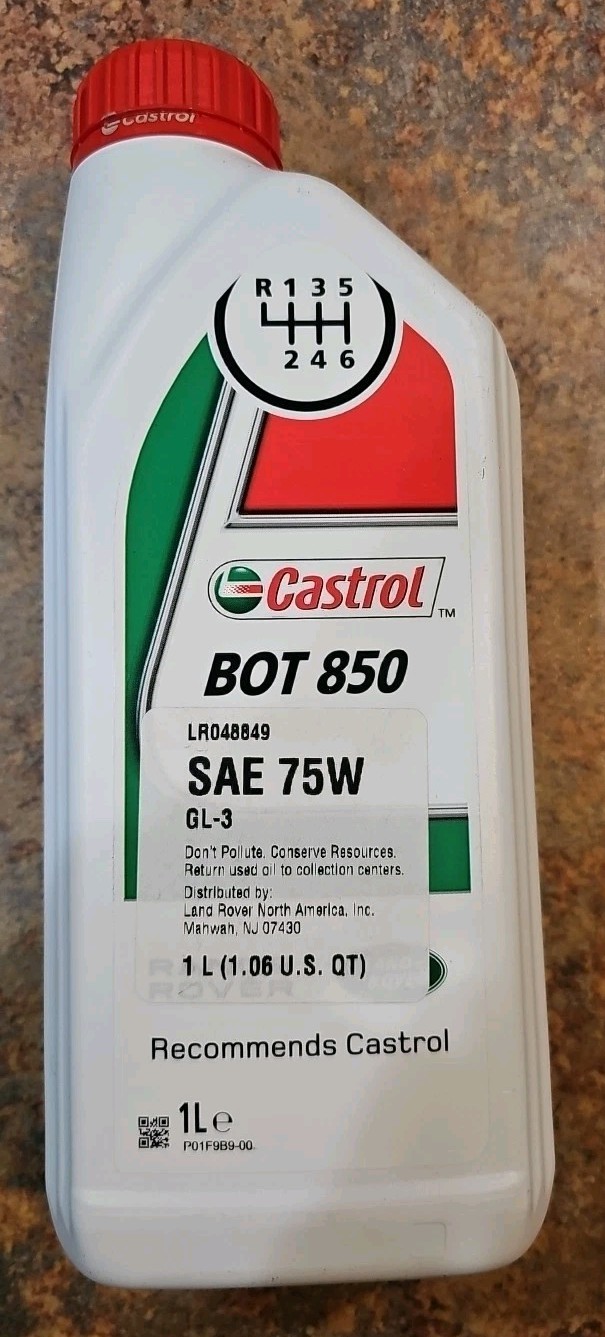 Castrol
R 1 3 5
2 4 6
Castrol TM
BOT 850
LR048849
SAE 75W
GL-3
Don't Pollute. Conserve Resources.
Return used oil to collection centers.
Distributed by:
Land Rover North America, Inc.
Mahwah, NJ 07430
1 L (1.06 U.S. QT)
ROVER
Recommends Castrol
1L e
P01F9B9-00